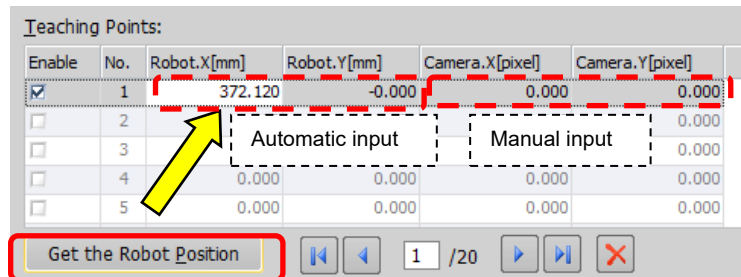 Teaching Points:
Enable No. Robot.X[mm] Robot.Y[mm] Camera.X[pixel] Camera.Y[pixel]
1 372.120 -0.000 0.000 0.000
2 0.000
Automatic input Manual input
3 0.000
4 0.000 0.000 0.000 0.000
5 0.000 0.000 0.000 0.000
Get the Robot Position 1 /20